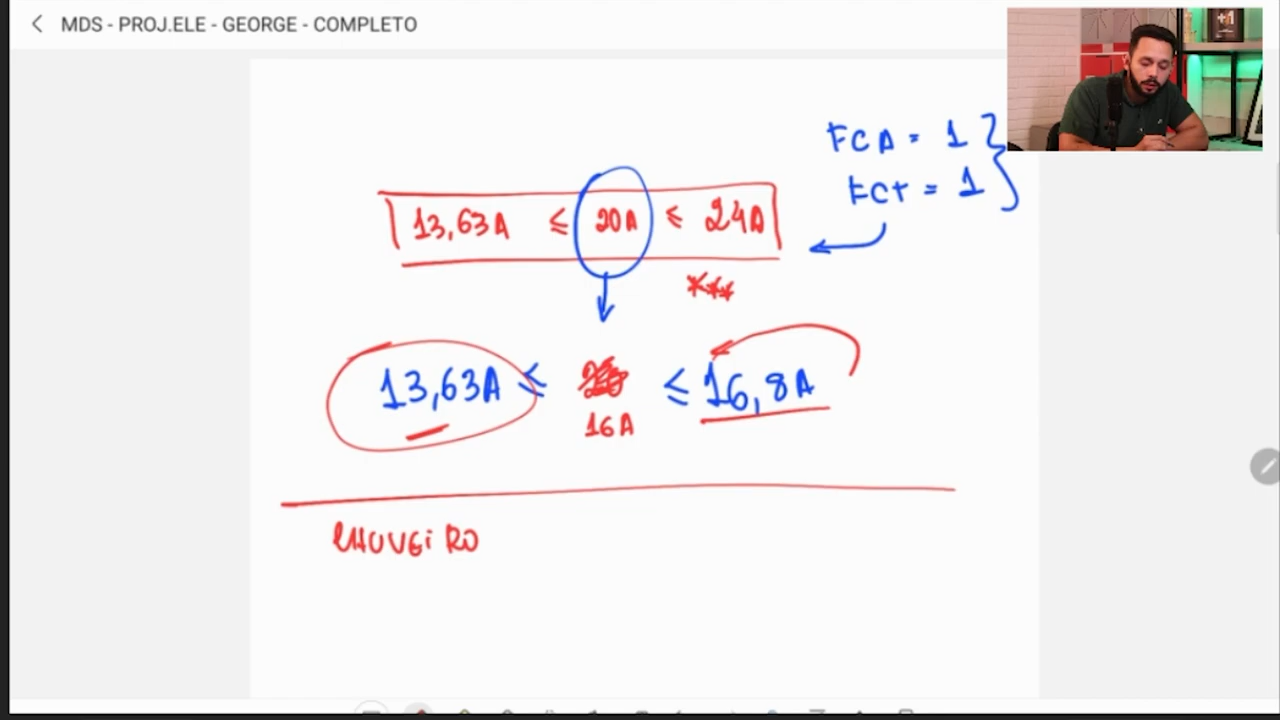 MDS - PROJ.ELE - GEORGE - COMPLETO
FCA = 1
FCT = 1
13,63A ≤ 20A ≤ 24A
***
13,63A ≤ 20 ≤ 16,8A
16A
CHUVEIRO